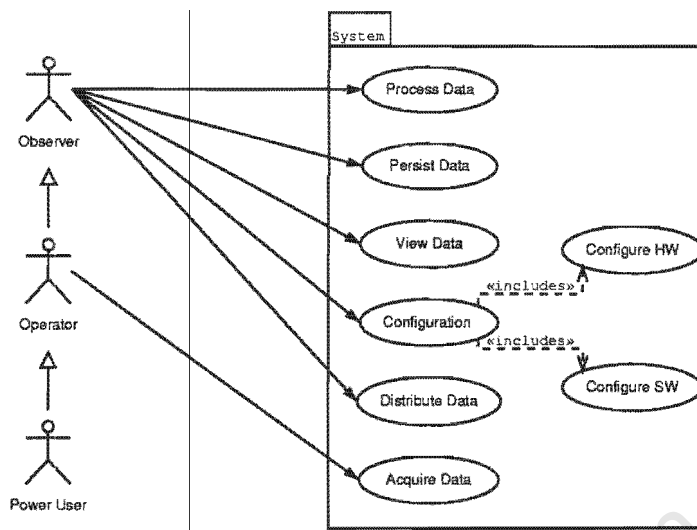 System
Process Data
Observer
Persist Data
View Data
Configure HW
«includes»
Operator
Configuration
«includes»
Configure SW
Distribute Data
Acquire Data
Power User